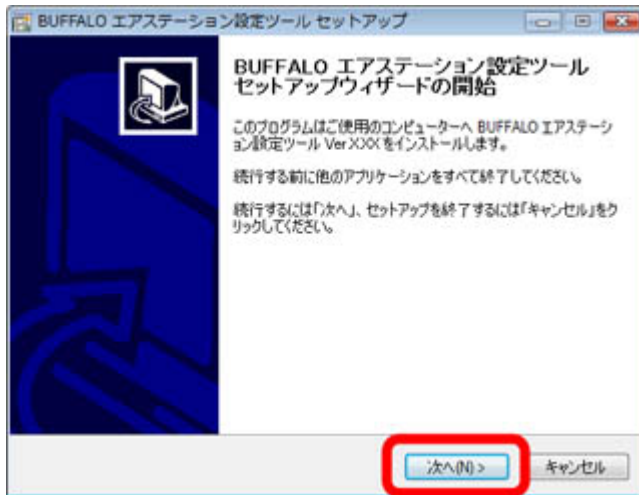 BUFFALO エアステーション設定ツール セットアップ
BUFFALO エアステーション設定ツール
セットアップウィザードの開始
このプログラムはご使用のコンピューターへ BUFFALO エアステーシ
ョン設定ツール Ver.XXX をインストールします。
続行する前に他のアプリケーションをすべて終了してください。
続行するには「次へ」、セットアップを終了するには「キャンセル」をク
リックしてください。
次へ(N) >
キャンセル